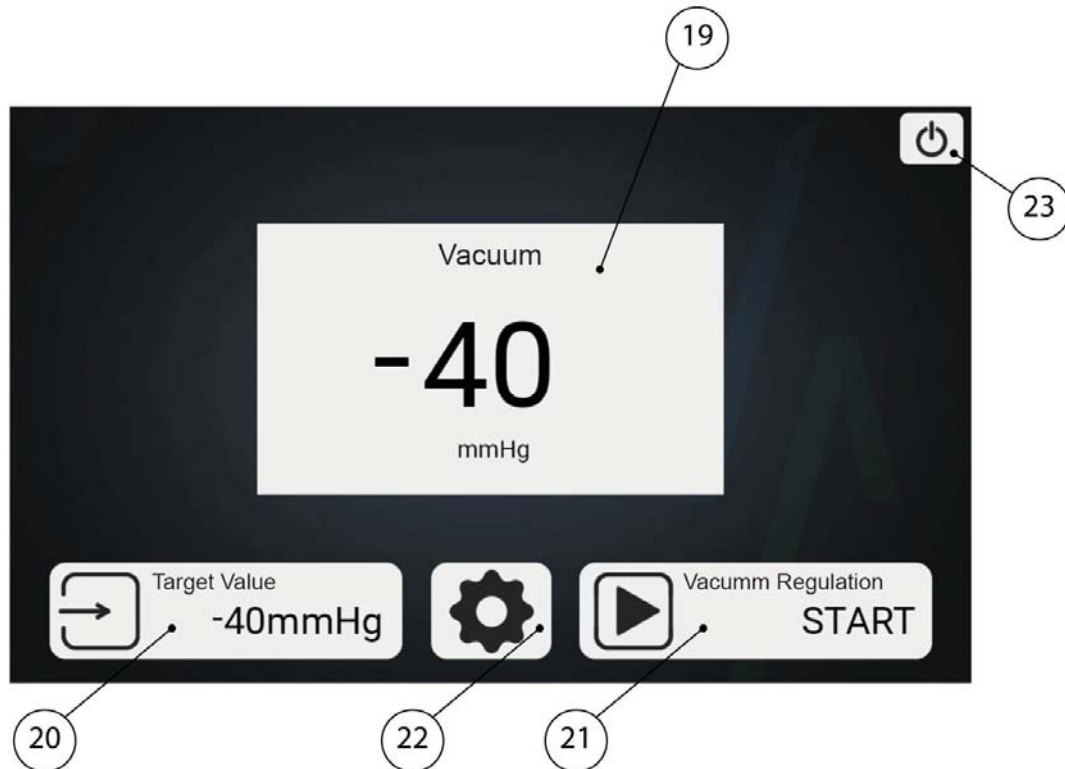 19
23
Vacuum
-40
mmHg
Target Value
-40mmHg
Vacumm Regulation
START
20
22
21